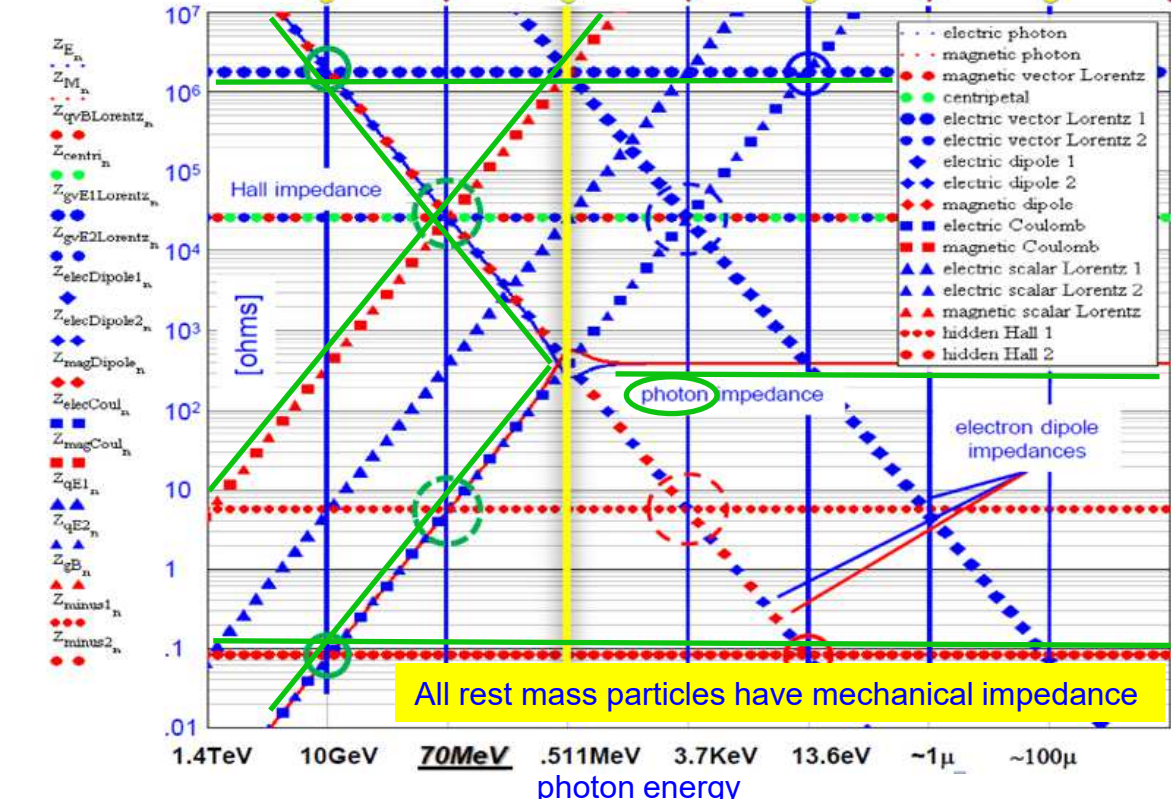 10⁷
10⁶
10⁵
10⁴
10³
10²
10
1
.1
.01
[ohms]
Z_E_n
Z_M_n
Z_qvBLorentz_n
Z_centri_n
Z_gvE1Lorentz_n
Z_gvE2Lorentz_n
Z_elecDipole1_n
Z_elecDipole2_n
Z_magDipole_n
Z_elecCoul_n
Z_magCoul_n
Z_qE1_n
Z_qE2_n
Z_gB_n
Z_minus1_n
Z_minus2_n
electric photon
magnetic photon
magnetic vector Lorentz
centripetal
electric vector Lorentz 1
electric vector Lorentz 2
electric dipole 1
electric dipole 2
magnetic dipole
electric Coulomb
magnetic Coulomb
electric scalar Lorentz 1
electric scalar Lorentz 2
magnetic scalar Lorentz
hidden Hall 1
hidden Hall 2
Hall impedance
photon impedance
electron dipole
impedances
All rest mass particles have mechanical impedance
1.4TeV 10GeV 70MeV .511MeV 3.7KeV 13.6eV ~1µ ~100µ
photon energy